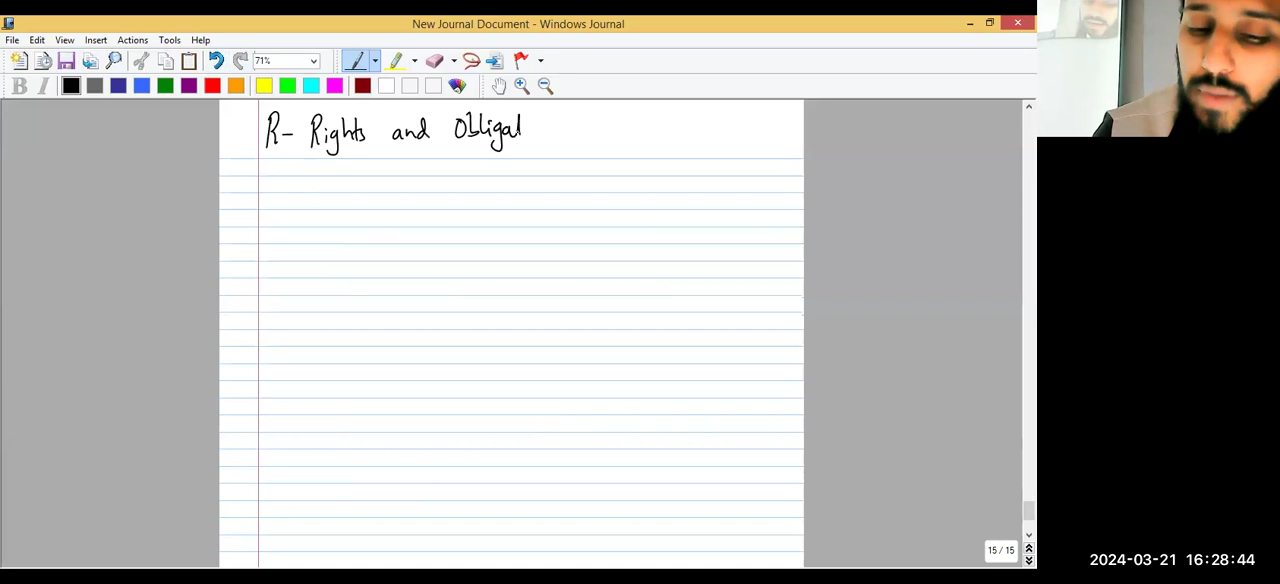 New Journal Document - Windows Journal
File Edit View Insert Actions Tools Help
71%
B I
R- Rights and Obligat
15 / 15
2024-03-21 16:28:44